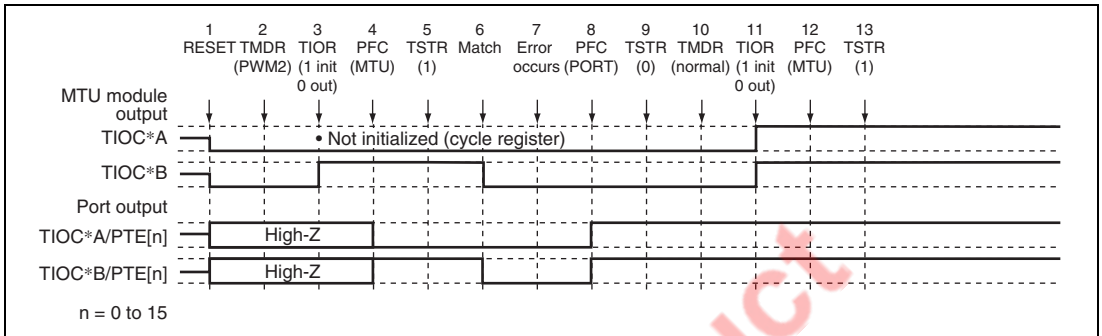 1 2 3 4 5 6 7 8 9 10 11 12 13
RESET TMDR TIOR PFC TSTR Match Error PFC TSTR TMDR TIOR PFC TSTR
(PWM2) (1 init (MTU) (1) occurs (PORT) (0) (normal) (1 init (MTU) (1)
0 out) 0 out)
MTU module
output
TIOC*A • Not initialized (cycle register)
TIOC*B
Port output
TIOC*A/PTE[n] High-Z
TIOC*B/PTE[n] High-Z
n = 0 to 15